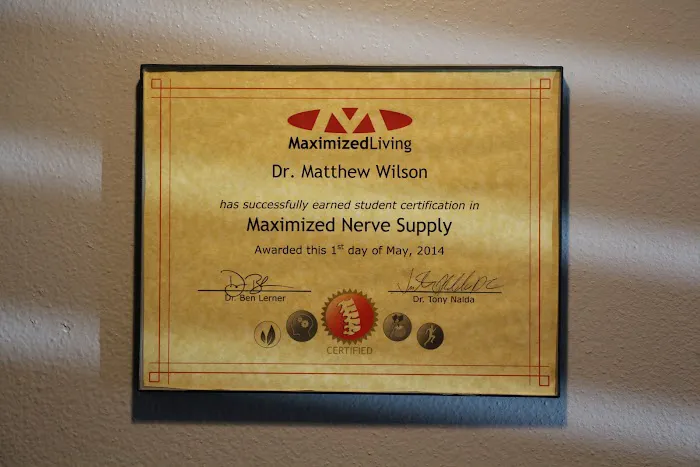 MaximizedLiving
Dr. Matthew Wilson
has successfully earned student certification in
Maximized Nerve Supply
Awarded this 1st day of May, 2014
Dr. Ben Lerner
Dr. Tony Nalda
CERTIFIED